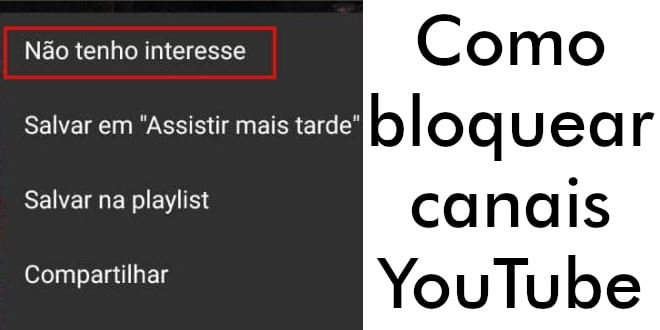 Não tenho interesse
Salvar em "Assistir mais tarde"
Salvar na playlist
Compartilhar
Como
bloquear
canais
YouTube